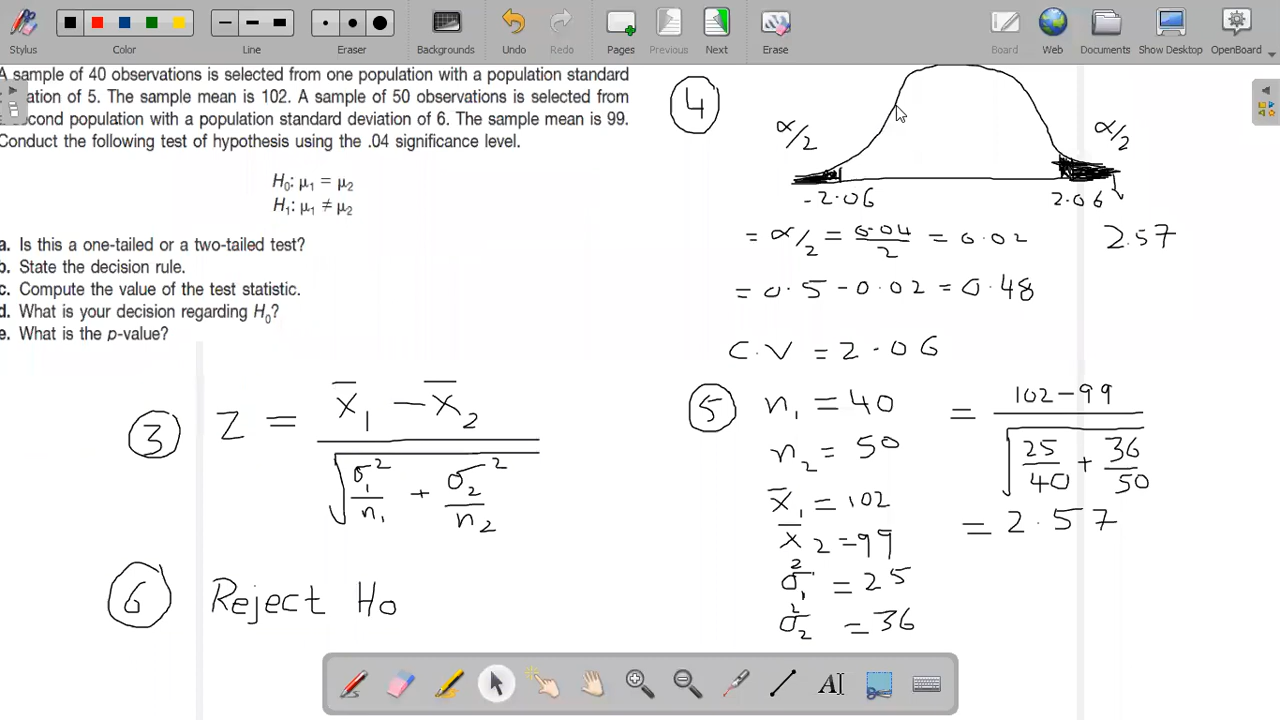 Stylus
Color
Line
Eraser
Backgrounds
Undo
Redo
Pages
Previous
Next
Erase
Board
Web
Documents
Show Desktop
OpenBoard
A sample of 40 observations is selected from one population with a population standard
ation of 5. The sample mean is 102. A sample of 50 observations is selected from
econd population with a population standard deviation of 6. The sample mean is 99.
Conduct the following test of hypothesis using the .04 significance level.
H₀: μ₁ = μ₂
H₁: μ₁ ≠ μ₂
a. Is this a one-tailed or a two-tailed test?
b. State the decision rule.
c. Compute the value of the test statistic.
d. What is your decision regarding H₀?
e. What is the p-value?
3 Z = (x̄₁ − x̄₂) / √(σ₁²/n₁ + σ₂²/n₂)
6 Reject Ho
4
α/2 α/2
-2.06 2.06
= α/2 = 0.04/2 = 0.02 2.57
= 0.5 - 0.02 = 0.48
C.V = 2.06
5 n₁ = 40
n₂ = 50
x̄₁ = 102
x̄₂ = 99
σ₁² = 25
σ₂² = 36
= (102 - 99) / √(25/40 + 36/50)
= 2.57
AI